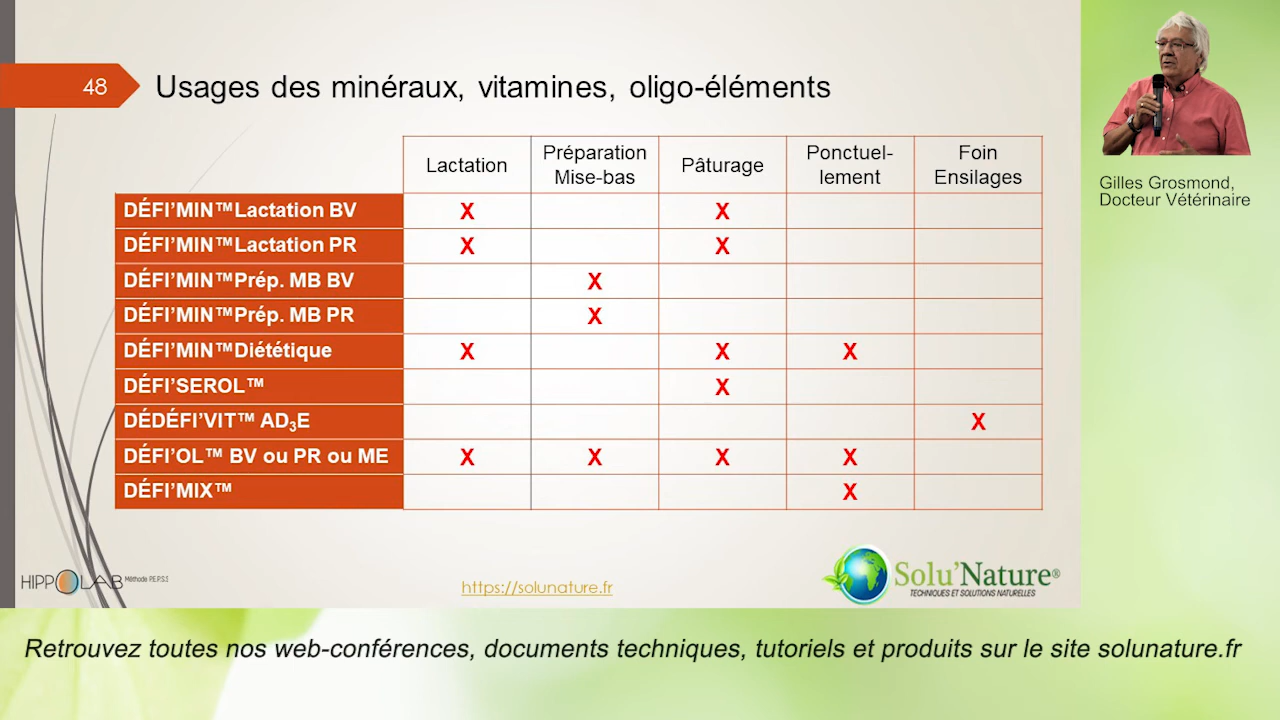 48
Usages des minéraux, vitamines, oligo-éléments
Lactation
Préparation
Mise-bas
Pâturage
Ponctuel-
lement
Foin
Ensilages
DÉFI’MIN™Lactation BV X X
DÉFI’MIN™Lactation PR X X
DÉFI’MIN™Prép. MB BV X
DÉFI’MIN™Prép. MB PR X
DÉFI’MIN™Diététique X X X
DÉFI’SEROL™ X
DÉDÉFI’VIT™ AD₃E X
DÉFI’OL™ BV ou PR ou ME X X X X
DÉFI’MIX™ X
HIPPOLAB Méthode P.E.P.S.S
https://solunature.fr
Solu’Nature®
TECHNIQUES ET SOLUTIONS NATURELLES
Gilles Grosmond,
Docteur Vétérinaire
Retrouvez toutes nos web-conférences, documents techniques, tutoriels et produits sur le site solunature.fr